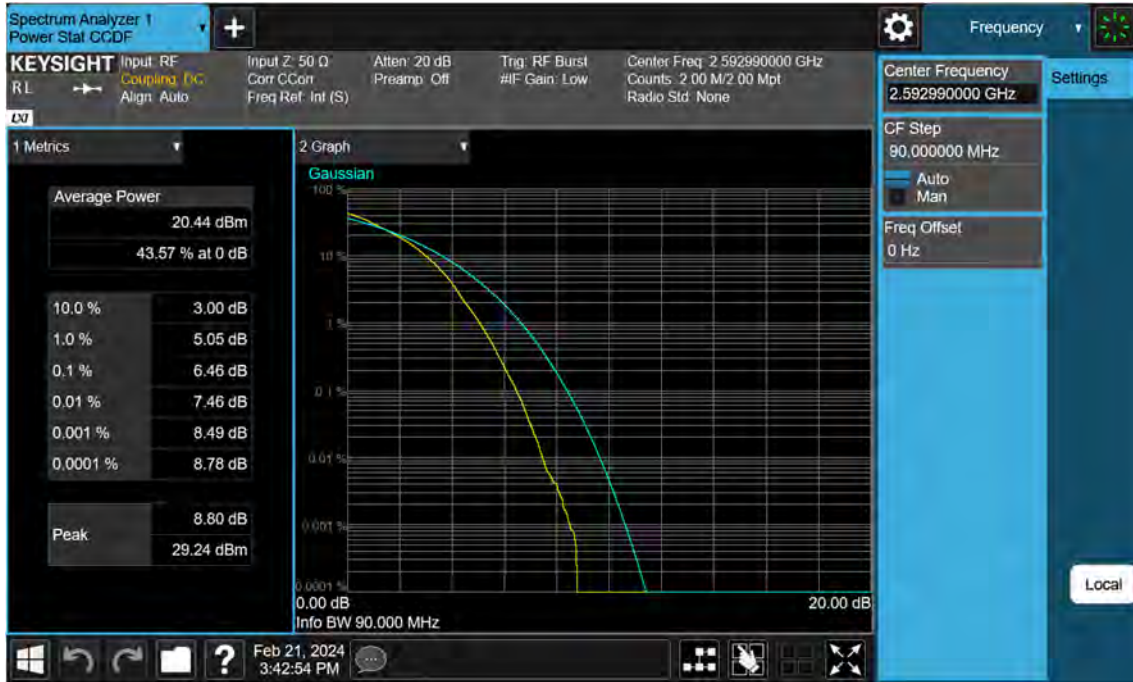 Spectrum Analyzer 1
Power Stat CCDF
Frequency
KEYSIGHT
RL
LXI
Input: RF
Coupling: DC
Align: Auto
Input Z: 50 Ω
Corr CCorr
Freq Ref: Int (S)
Atten: 20 dB
Preamp: Off
Trig: RF Burst
#IF Gain: Low
Center Freq: 2.592990000 GHz
Counts: 2.00 M/2.00 Mpt
Radio Std: None
Center Frequency
2.592990000 GHz
Settings
CF Step
90.000000 MHz
Auto
Man
Freq Offset
0 Hz
Local
1 Metrics
Average Power
20.44 dBm
43.57 % at 0 dB
10.0 % 3.00 dB
1.0 % 5.05 dB
0.1 % 6.46 dB
0.01 % 7.46 dB
0.001 % 8.49 dB
0.0001 % 8.78 dB
Peak
8.80 dB
29.24 dBm
2 Graph
Gaussian
100 %
10 %
1 %
0.1 %
0.01 %
0.001 %
0.0001 %
0.00 dB
20.00 dB
Info BW 90.000 MHz
?
Feb 21, 2024
3:42:54 PM